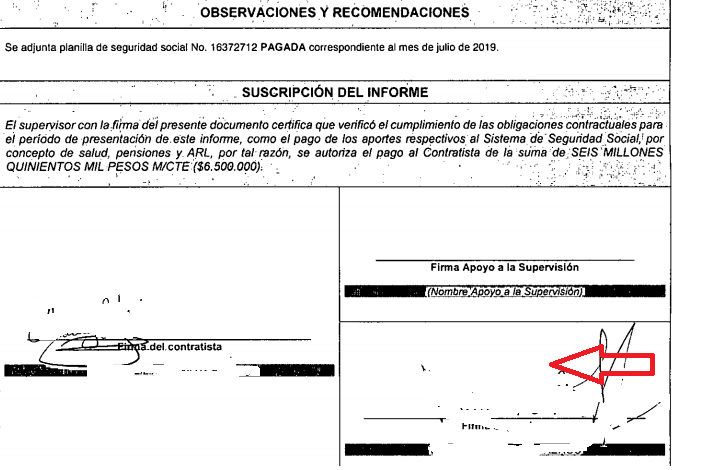 OBSERVACIONES Y RECOMENDACIONES
Se adjunta planilla de seguridad social No. 16372712 PAGADA correspondiente al mes de julio de 2019.
SUSCRIPCIÓN DEL INFORME
El supervisor con la firma del presente documento certifica que verificó el cumplimiento de las obligaciones contractuales para
el período de presentación de este informe, como el pago de los aportes respectivos al Sistema de Seguridad Social, por
concepto de salud, pensiones y ARL, por tal razón, se autoriza el pago al Contratista de la suma de SEIS MILLONES
QUINIENTOS MIL PESOS M/CTE ($6.500.000).
Firma Apoyo a la Supervisión
(Nombre Apoyo a la Supervisión)
Firma del contratista
Firma